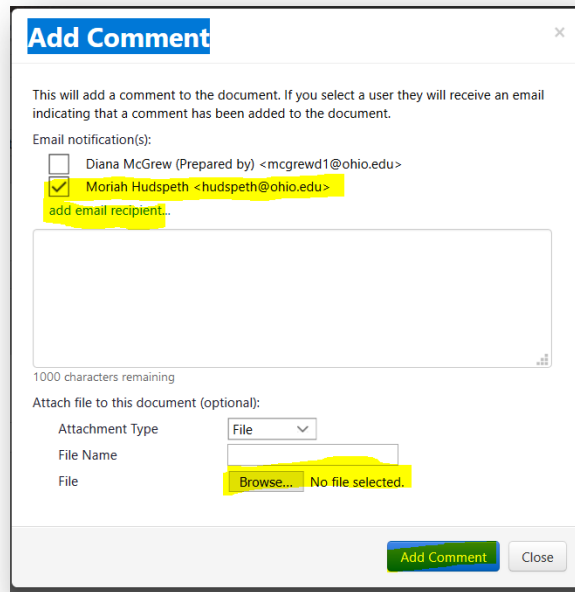 Add Comment
×
This will add a comment to the document. If you select a user they will receive an email
indicating that a comment has been added to the document.
Email notification(s):
Diana McGrew (Prepared by) <mcgrewd1@ohio.edu>
Moriah Hudspeth <hudspeth@ohio.edu>
add email recipient...
1000 characters remaining
Attach file to this document (optional):
Attachment Type File
File Name
File Browse... No file selected.
Add Comment Close